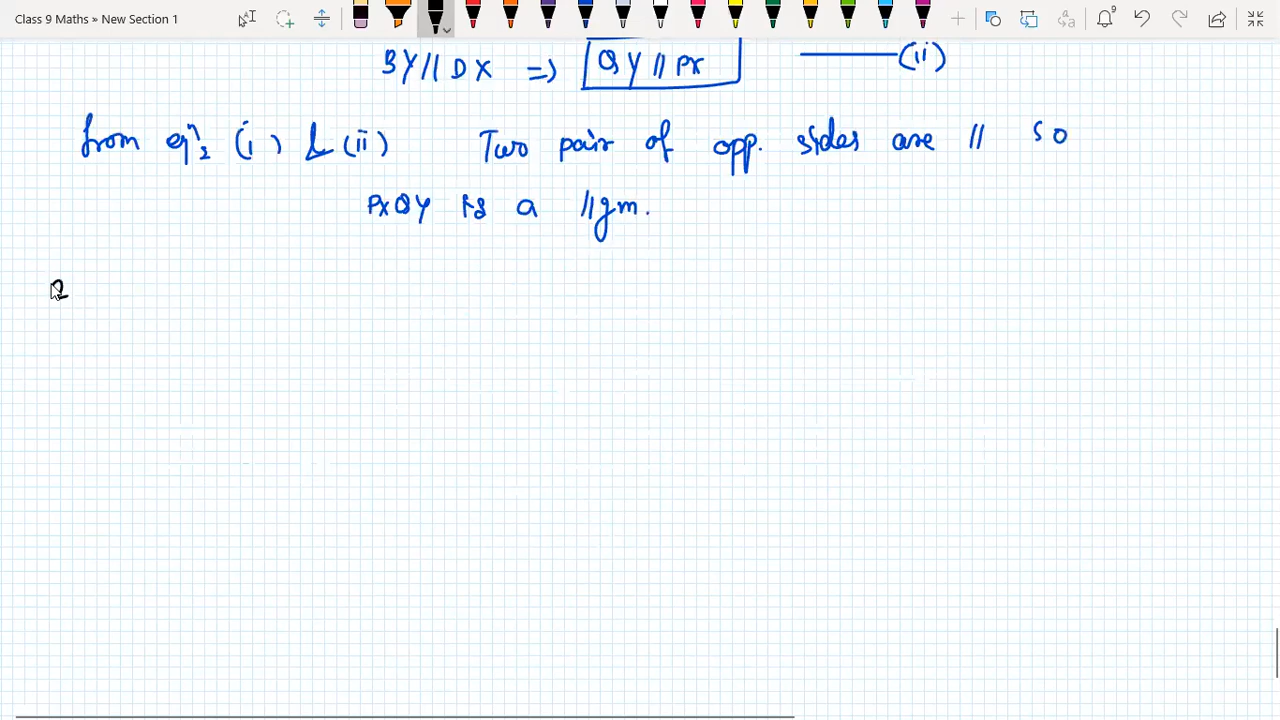 Class 9 Maths » New Section 1
BY // DX => QY // PX (ii)
from eqn (i) & (ii) Two pair of opp. sides are // so
PXQY is a //gm.